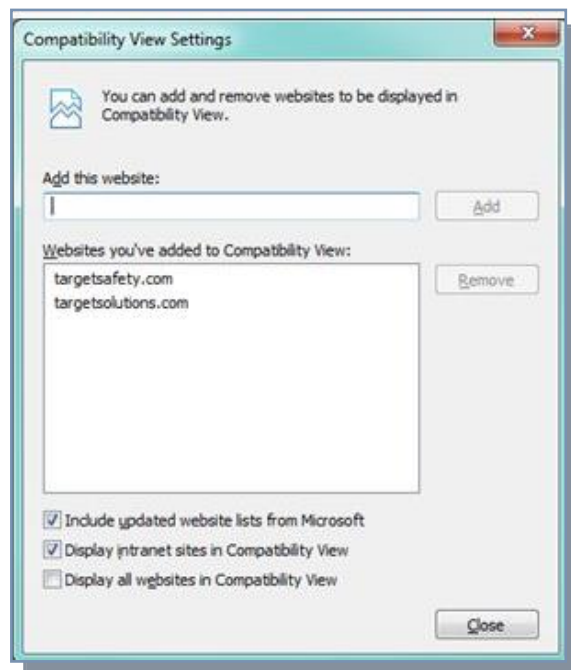 Compatibility View Settings
You can add and remove websites to be displayed in
Compatibility View.
Add this website:
Add
Websites you've added to Compatibility View:
targetsafety.com
targetsolutions.com
Remove
Include updated website lists from Microsoft
Display intranet sites in Compatibility View
Display all websites in Compatibility View
Close